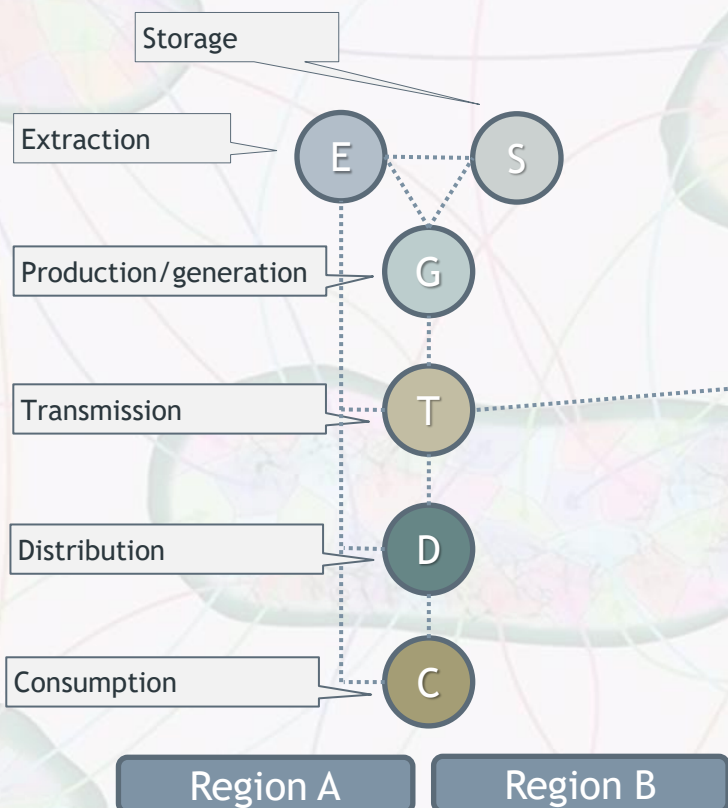 Storage
Extraction
E
S
Production/generation
G
Transmission
T
Distribution
D
Consumption
C
Region A
Region B